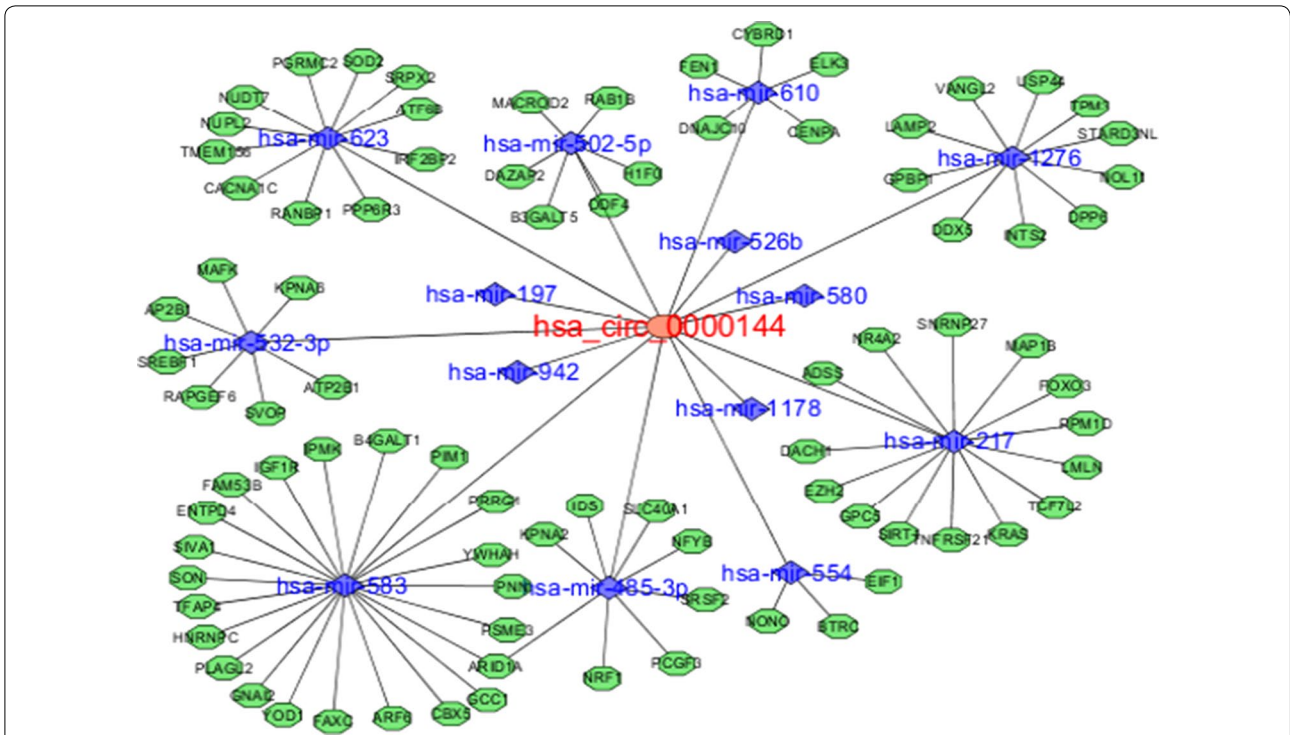 CYBRD1
PGRMC2
SOD2
FEN1
ELK3
SRPX2
hsa-mir-610
USP44
VANGL2
NUDT7
MACROD2
RAB1B
TPM3
ATF6B
NUPL2
hsa-mir-623
LAMP2
DNAJC10
CENPA
STARD3NL
hsa-mir-502-5p
TMEM156
IRF2BP2
hsa-mir-1276
DAZAP2
H1F0
GPBP1
NOL11
CACNA1C
RANBP1
PPP6R3
B3GALT5
DDX5
INTS2
DPP6
hsa-mir-526b
MAFK
KPNA6
hsa-mir-197
hsa-mir-580
AP2B1
hsa_circ_0000144
SNRNP27
NR4A2
MAP1B
hsa-mir-532-3p
SREBF1
hsa-mir-942
ADSS
FOXO3
RAPGEF6
ATP2B1
SVOP
hsa-mir-1178
PPM1D
hsa-mir-217
B4GALT1
IPMK
DACH1
PIM1
IGF1R
LMLN
FAM53B
EZH2
ENTPD4
PRRG1
IDS
SLC40A1
GPC5
TCF7L2
KPNA2
NFYB
SIRT1
TNFRSF21
KRAS
SIVA1
YWHAH
SON
hsa-mir-583
PNN
hsa-mir-485-3p
hsa-mir-554
EIF1
TFAP4
SRSF2
HNRNPC
PSME3
NONO
BTRC
PLAGL2
ARID1A
NRF1
PCGF3
GNAI2
GCC1
YOD1
FAXC
ARF6
CBX5